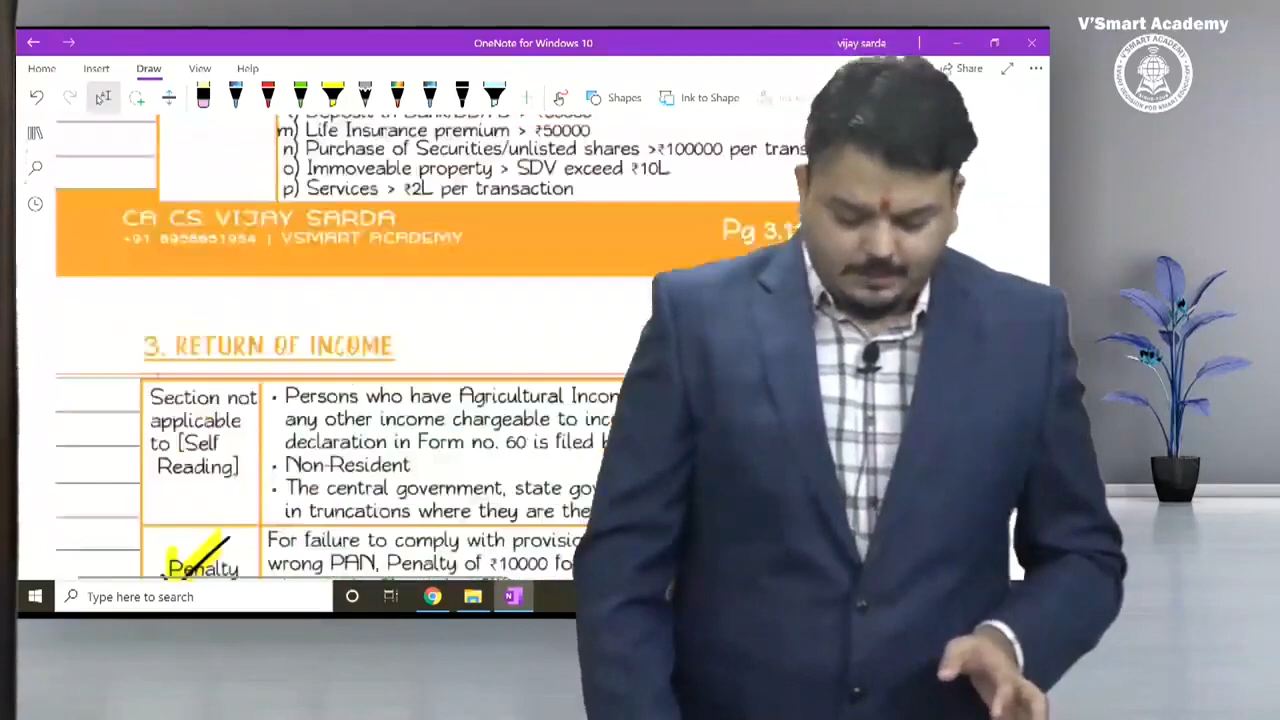 V'Smart Academy
OneNote for Windows 10
vijay sarda
Home Insert Draw View Help
Share
Shapes
Ink to Shape
m) Life Insurance premium > ₹50000
n) Purchase of Securities/unlisted shares >₹100000 per trans
o) Immoveable property > SDV exceed ₹10L
p) Services > ₹2L per transaction
CA CS VIJAY SARDA
VSMART ACADEMY
Pg 3.1
3. RETURN OF INCOME
Section not
applicable
to [Self
Reading]
• Persons who have Agricultural Incom
any other income chargeable to inc
declaration in Form no. 60 is filed
• Non-Resident
• The central government, state gov
in truncations where they are the
Penalty
For failure to comply with provisi
wrong PAN, Penalty of ₹10000 fo
Type here to search